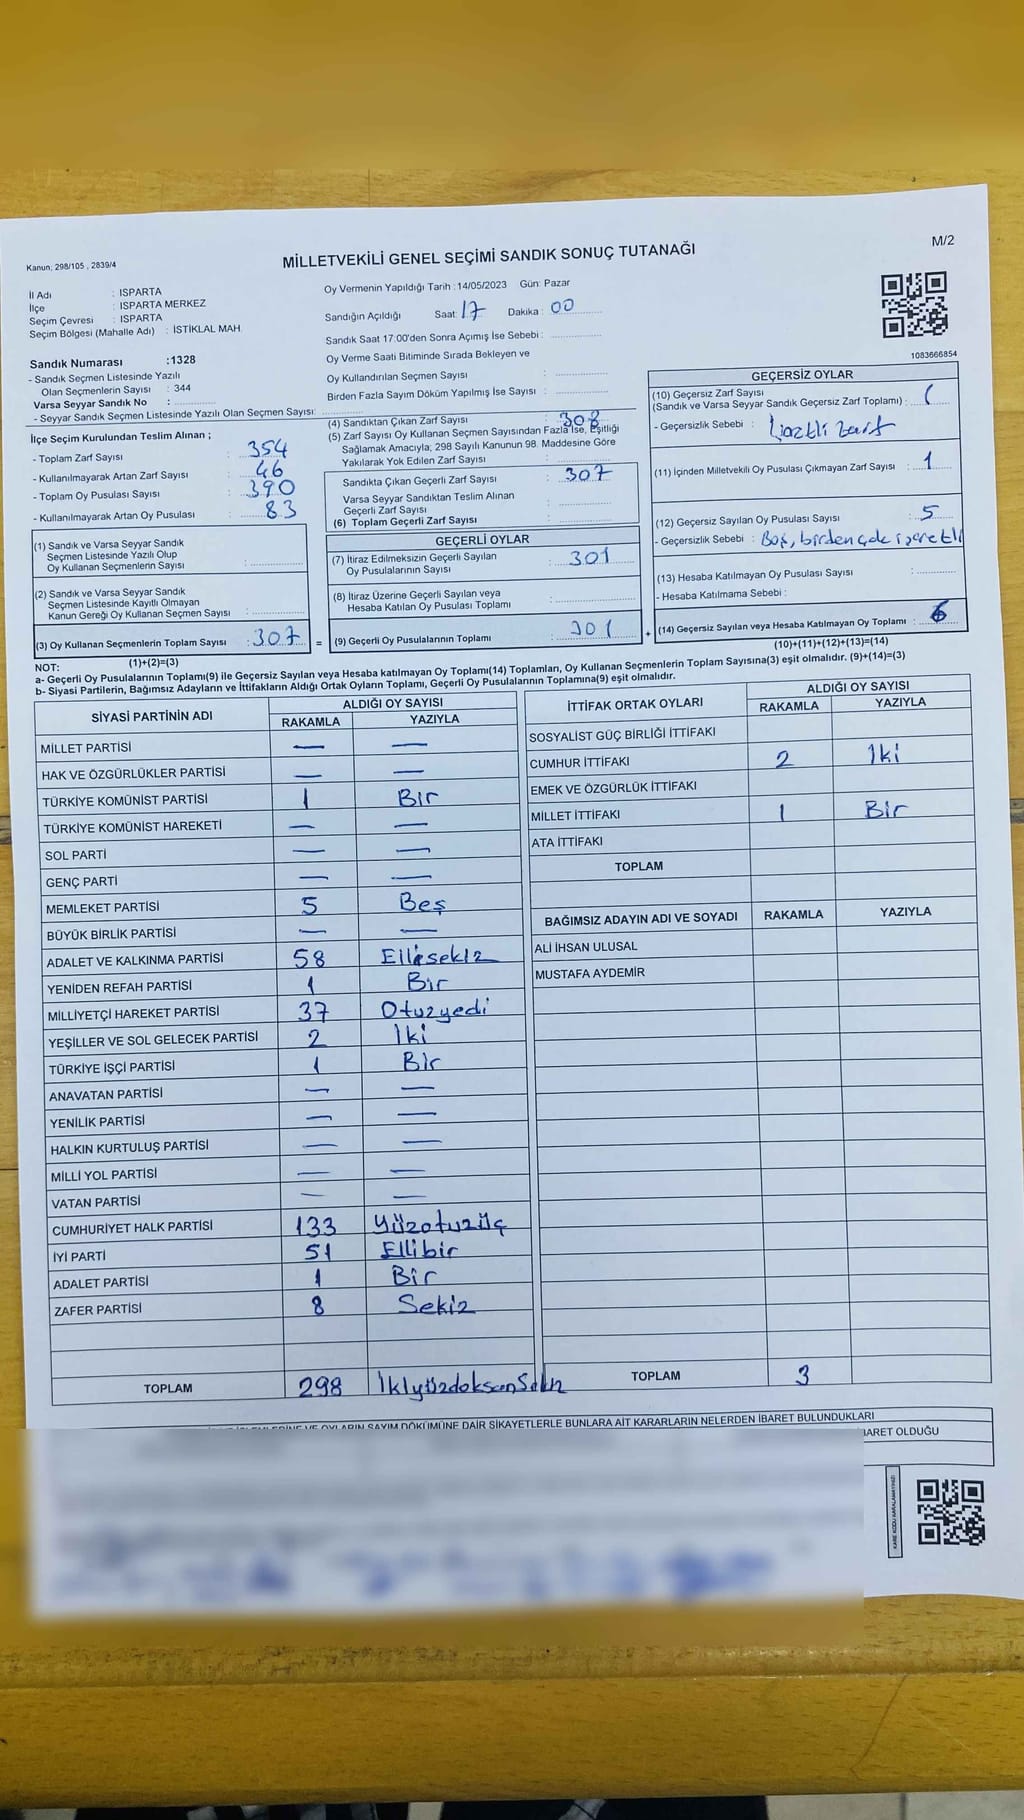 MİLLETVEKİLİ GENEL SEÇİMİ SANDIK SONUÇ TUTANAĞI
M/2
Kanun; 298/105 , 2839/4
İl Adı : ISPARTA
İlçe : ISPARTA MERKEZ
Seçim Çevresi : ISPARTA
Seçim Bölgesi (Mahalle Adı) : İSTİKLAL MAH.
Sandık Numarası :1328
- Sandık Seçmen Listesinde Yazılı
Olan Seçmenlerin Sayısı : 344
Varsa Seyyar Sandık No :
- Seyyar Sandık Seçmen Listesinde Yazılı Olan Seçmen Sayısı:
Oy Vermenin Yapıldığı Tarih :14/05/2023 Gün: Pazar
Sandığın Açıldığı Saat: 17 Dakika : 00
Sandık Saat 17:00'den Sonra Açımış İse Sebebi :
Oy Verme Saati Bitiminde Sırada Bekleyen ve
Oy Kullandırılan Seçmen Sayısı :
Birden Fazla Sayım Döküm Yapılmış İse Sayısı :
1083666854
İlçe Seçim Kurulundan Teslim Alınan ;
- Toplam Zarf Sayısı : 354
- Kullanılmayarak Artan Zarf Sayısı : 46
- Toplam Oy Pusulası Sayısı : 390
- Kullanılmayarak Artan Oy Pusulası : 83
(4) Sandıktan Çıkan Zarf Sayısı : 308
(5) Zarf Sayısı Oy Kullanan Seçmen Sayısından Fazla İse, Eşitliği
Sağlamak Amacıyla; 298 Sayılı Kanunun 98. Maddesine Göre
Yakılarak Yok Edilen Zarf Sayısı :
Sandıkta Çıkan Geçerli Zarf Sayısı : 307
Varsa Seyyar Sandıktan Teslim Alınan
Geçerli Zarf Sayısı :
(6) Toplam Geçerli Zarf Sayısı :
GEÇERSİZ OYLAR
(10) Geçersiz Zarf Sayısı
(Sandık ve Varsa Seyyar Sandık Geçersiz Zarf Toplamı) :
- Geçersizlik Sebebi : zarf
(11) İçinden Milletvekili Oy Pusulası Çıkmayan Zarf Sayısı : 1
(12) Geçersiz Sayılan Oy Pusulası Sayısı : 5
- Geçersizlik Sebebi : Boş, birden çok işaretli
(13) Hesaba Katılmayan Oy Pusulası Sayısı :
- Hesaba Katılmama Sebebi :
(14) Geçersiz Sayılan veya Hesaba Katılmayan Oy Toplamı : 6
(10)+(11)+(12)+(13)=(14)
(1) Sandık ve Varsa Seyyar Sandık
Seçmen Listesinde Yazılı Olup
Oy Kullanan Seçmenlerin Sayısı :
(2) Sandık ve Varsa Seyyar Sandık
Seçmen Listesinde Kayıtlı Olmayan
Kanun Gereği Oy Kullanan Seçmen Sayısı :
(3) Oy Kullanan Seçmenlerin Toplam Sayısı : 307 =
(1)+(2)=(3)
GEÇERLİ OYLAR
(7) İtiraz Edilmeksizin Geçerli Sayılan
Oy Pusulalarının Sayısı : 301
(8) İtiraz Üzerine Geçerli Sayılan veya
Hesaba Katılan Oy Pusulası Toplamı :
(9) Geçerli Oy Pusulalarının Toplamı : 301 +
NOT:
a- Geçerli Oy Pusulalarının Toplamı(9) ile Geçersiz Sayılan veya Hesaba katılmayan Oy Toplamı(14) Toplamları, Oy Kullanan Seçmenlerin Toplam Sayısına(3) eşit olmalıdır. (9)+(14)=(3)
b- Siyasi Partilerin, Bağımsız Adayların ve İttifakların Aldığı Ortak Oyların Toplamı, Geçerli Oy Pusulalarının Toplamına(9) eşit olmalıdır.
SİYASİ PARTİNİN ADI ALDIĞI OY SAYISI
RAKAMLA YAZIYLA
MİLLET PARTİSİ — —
HAK VE ÖZGÜRLÜKLER PARTİSİ — —
TÜRKİYE KOMÜNİST PARTİSİ 1 Bir
TÜRKİYE KOMÜNİST HAREKETİ — —
SOL PARTİ — —
GENÇ PARTİ — —
MEMLEKET PARTİSİ 5 Beş
BÜYÜK BİRLİK PARTİSİ — —
ADALET VE KALKINMA PARTİSİ 58 Ellisekiz
YENİDEN REFAH PARTİSİ 1 Bir
MİLLİYETÇİ HAREKET PARTİSİ 37 Otuzyedi
YEŞİLLER VE SOL GELECEK PARTİSİ 2 İki
TÜRKİYE İŞÇİ PARTİSİ 1 Bir
ANAVATAN PARTİSİ — —
YENİLİK PARTİSİ — —
HALKIN KURTULUŞ PARTİSİ — —
MİLLİ YOL PARTİSİ — —
VATAN PARTİSİ — —
CUMHURİYET HALK PARTİSİ 133 Yüzotuzüç
İYİ PARTİ 51 Ellibir
ADALET PARTİSİ 1 Bir
ZAFER PARTİSİ 8 Sekiz
TOPLAM 298 İkiyüzdoksansekiz
İTTİFAK ORTAK OYLARI ALDIĞI OY SAYISI
RAKAMLA YAZIYLA
SOSYALİST GÜÇ BİRLİĞİ İTTİFAKI
CUMHUR İTTİFAKI 2 İki
EMEK VE ÖZGÜRLÜK İTTİFAKI
MİLLET İTTİFAKI 1 Bir
ATA İTTİFAKI
TOPLAM
BAĞIMSIZ ADAYIN ADI VE SOYADI RAKAMLA YAZIYLA
ALİ İHSAN ULUSAL
MUSTAFA AYDEMİR
TOPLAM 3
OYLARIN SAYIM DÖKÜMÜNE DAİR ŞİKAYETLERLE BUNLARA AİT KARARLARIN NELERDEN İBARET BULUNDUKLARI
BARET OLDUĞU
KARE KODU KARALAMAYINIZ!